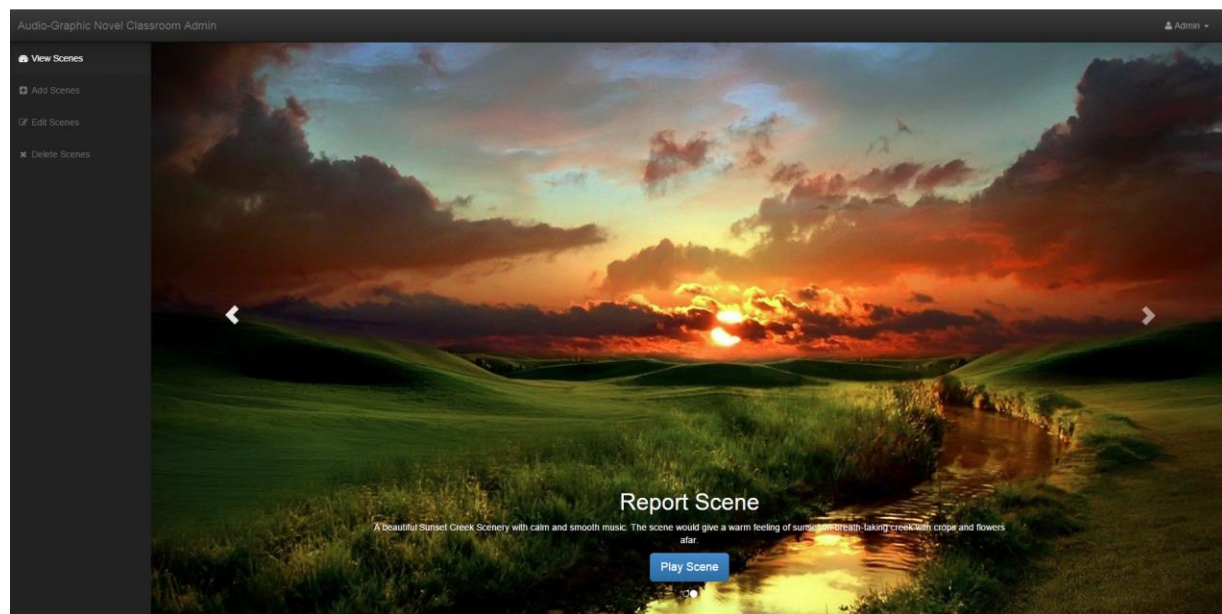 Audio-Graphic Novel Classroom Admin
Admin
View Scenes
Add Scenes
Edit Scenes
Delete Scenes
Report Scene
A beautiful Sunset Creek Scenery with calm and smooth music. The scene would give a warm feeling of sunset on breath-taking creek with crops and flowers
afar.
Play Scene